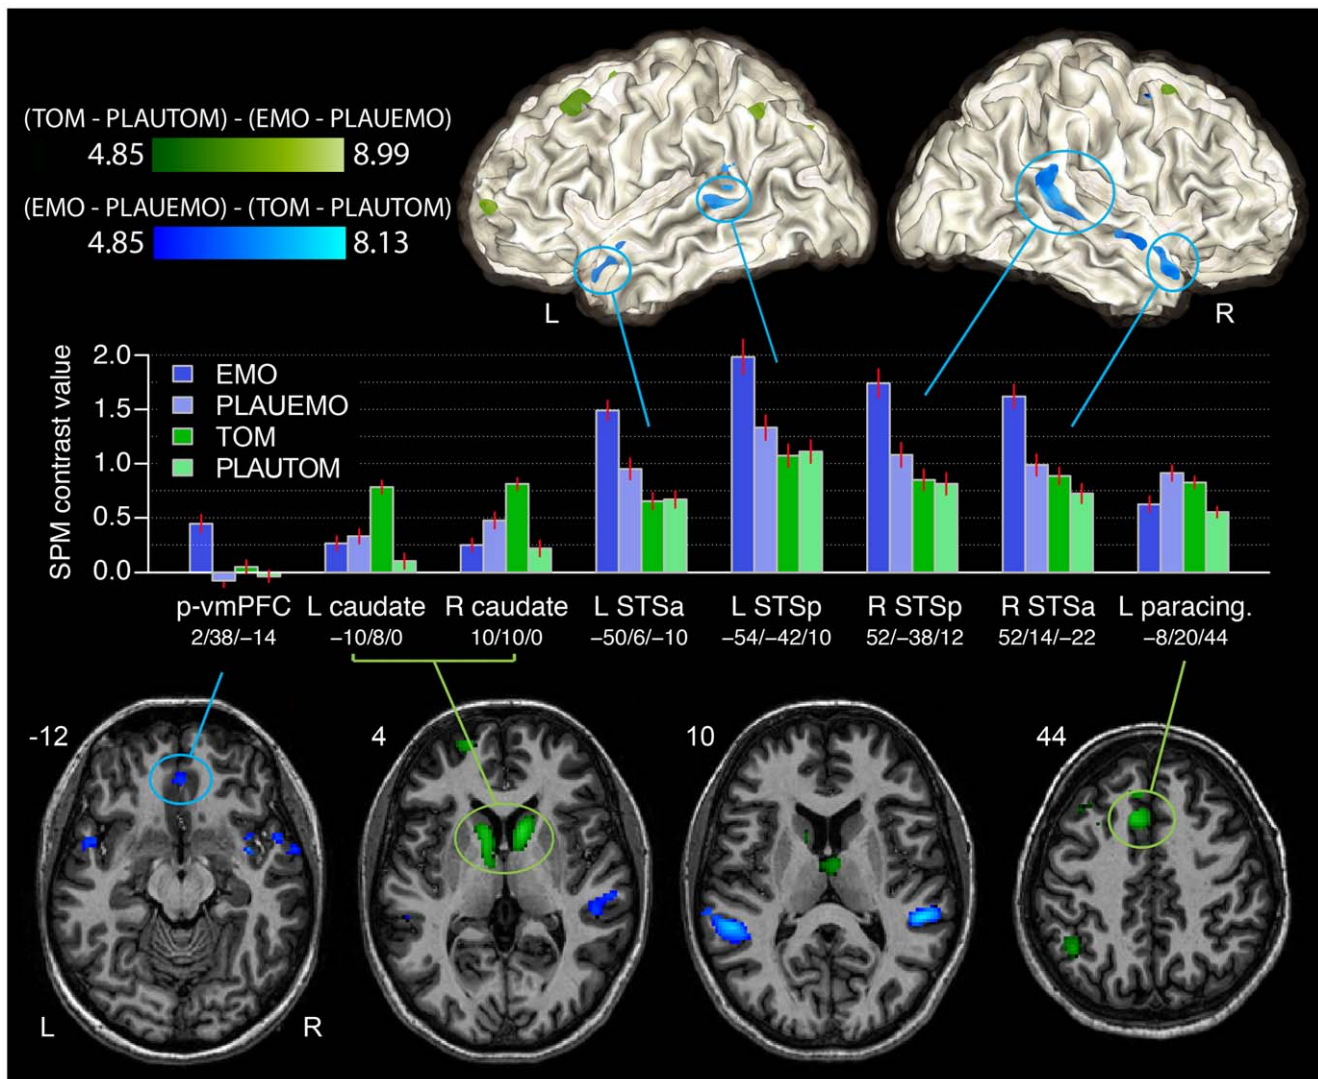 (TOM - PLAUTOM) - (EMO - PLAUEMO)
4.85 8.99
(EMO - PLAUEMO) - (TOM - PLAUTOM)
4.85 8.13
L R
SPM contrast value
2.0
1.5
1.0
0.5
0.0
EMO
PLAUEMO
TOM
PLAUTOM
p-vmPFC L caudate R caudate L STSa L STSp R STSp R STSa L paracing.
2/38/−14 −10/8/0 10/10/0 −50/6/−10 −54/−42/10 52/−38/12 52/14/−22 −8/20/44
-12 4 10 44
L R